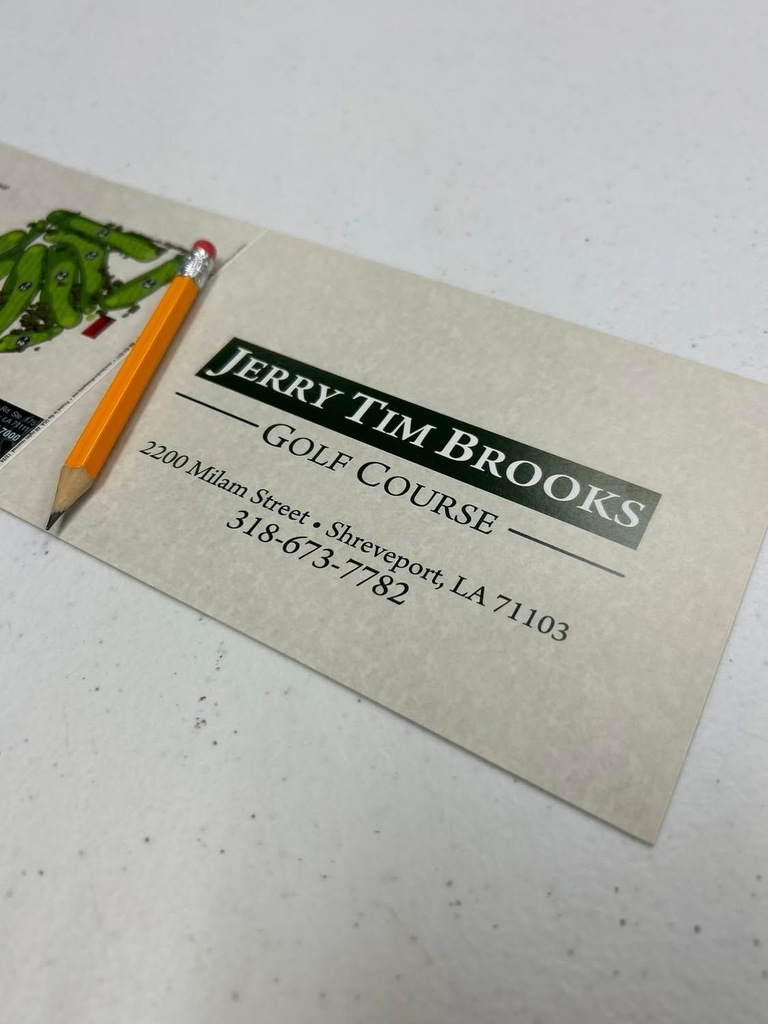 JERRY TIM BROOKS
GOLF COURSE
2200 Milam Street • Shreveport, LA 71103
318-673-7782